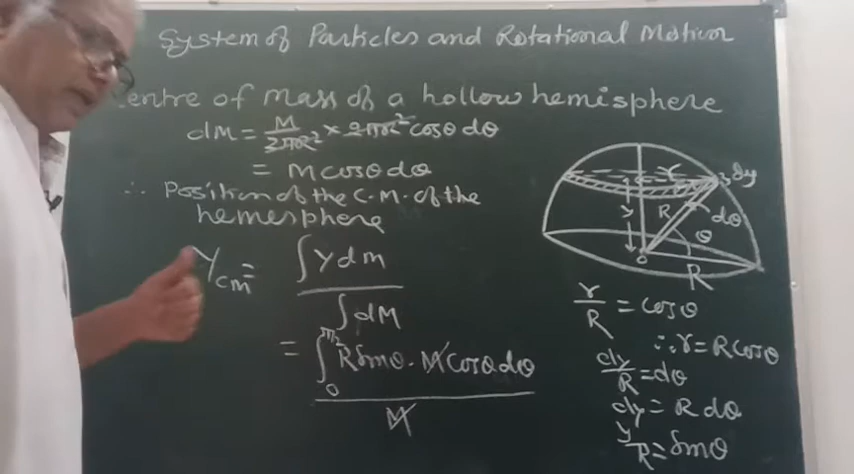 System of Particles and Rotational Motion
entre of mass of a hollow hemisphere
dM = M/2πR² × 2πR² cosθ dθ
= M cosθ dθ
∴ Position of the C.M. of the
hemisphere
Ycm = ∫Y dm
∫dM
= ∫₀^π/2 R sinθ · M cosθ dθ
M
r
dy
y
R
dθ
θ
O
R
r/R = cosθ
∴ r = R cosθ
dy/R = dθ
dy = R dθ
y/R = sinθ